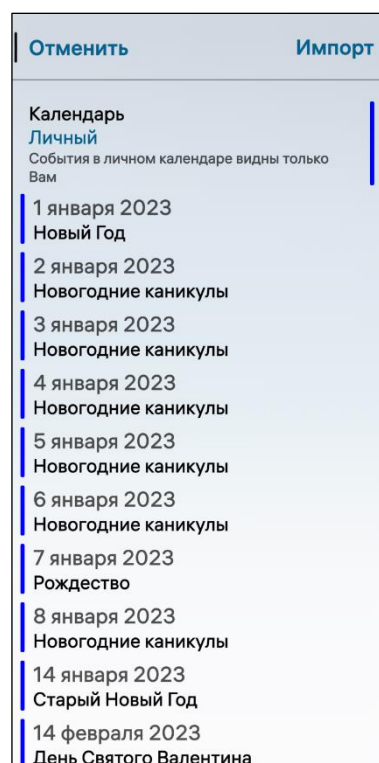 Отменить Импорт
Календарь
Личный
События в личном календаре видны только
Вам
1 января 2023
Новый Год
2 января 2023
Новогодние каникулы
3 января 2023
Новогодние каникулы
4 января 2023
Новогодние каникулы
5 января 2023
Новогодние каникулы
6 января 2023
Новогодние каникулы
7 января 2023
Рождество
8 января 2023
Новогодние каникулы
14 января 2023
Старый Новый Год
14 февраля 2023
День Святого Валентина